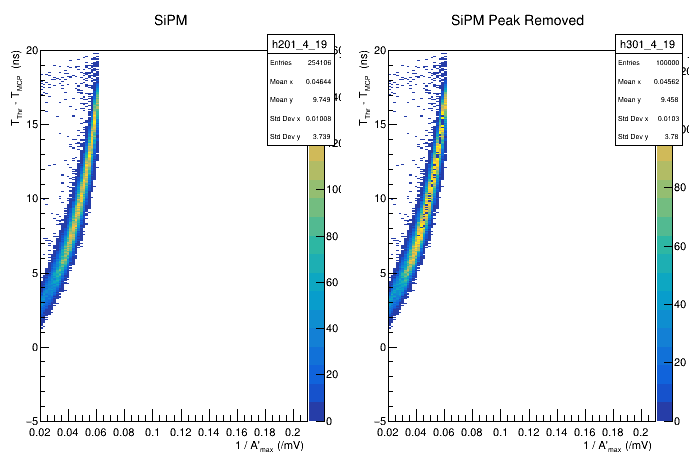 SiPM
h201_4_19
Entries 254106
Mean x 0.04644
Mean y 9.749
Std Dev x 0.01008
Std Dev y 3.739
T_Thr - T_MCP (ns)
20
15
10
5
0
−5
0.02 0.04 0.06 0.08 0.1 0.12 0.14 0.16 0.18 0.2
1 / A'_max (/mV)
100
80
60
40
20
0
SiPM Peak Removed
h301_4_19
Entries 100000
Mean x 0.04562
Mean y 9.458
Std Dev x 0.0103
Std Dev y 3.78
T_Thr - T_MCP (ns)
20
15
10
5
0
−5
0.02 0.04 0.06 0.08 0.1 0.12 0.14 0.16 0.18 0.2
1 / A'_max (/mV)
80
60
40
20
0